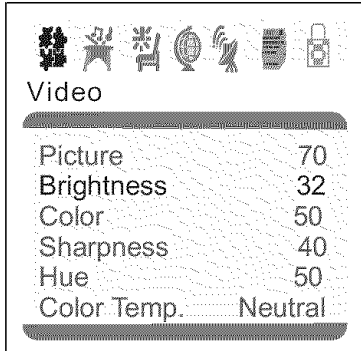 Video
Picture 70
Brightness 32
Color 50
Sharpness 40
Hue 50
Color Temp. Neutral